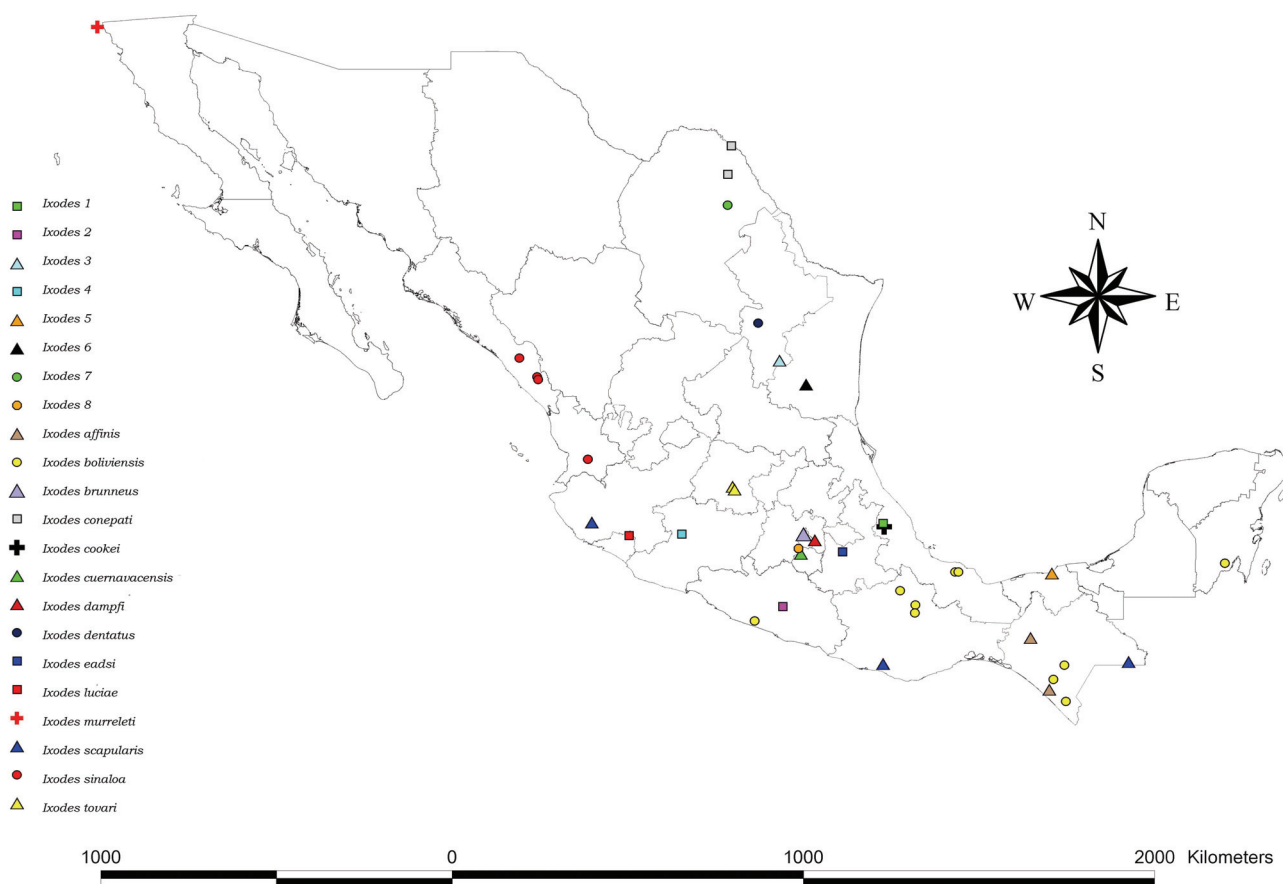 N
W E
S
Ixodes 1
Ixodes 2
Ixodes 3
Ixodes 4
Ixodes 5
Ixodes 6
Ixodes 7
Ixodes 8
Ixodes affinis
Ixodes boliviensis
Ixodes brunneus
Ixodes conepati
Ixodes cookei
Ixodes cuernavacensis
Ixodes dampfi
Ixodes dentatus
Ixodes eadsi
Ixodes luciae
Ixodes murreleti
Ixodes scapularis
Ixodes sinaloa
Ixodes tovari
1000 0 1000 2000 Kilometers